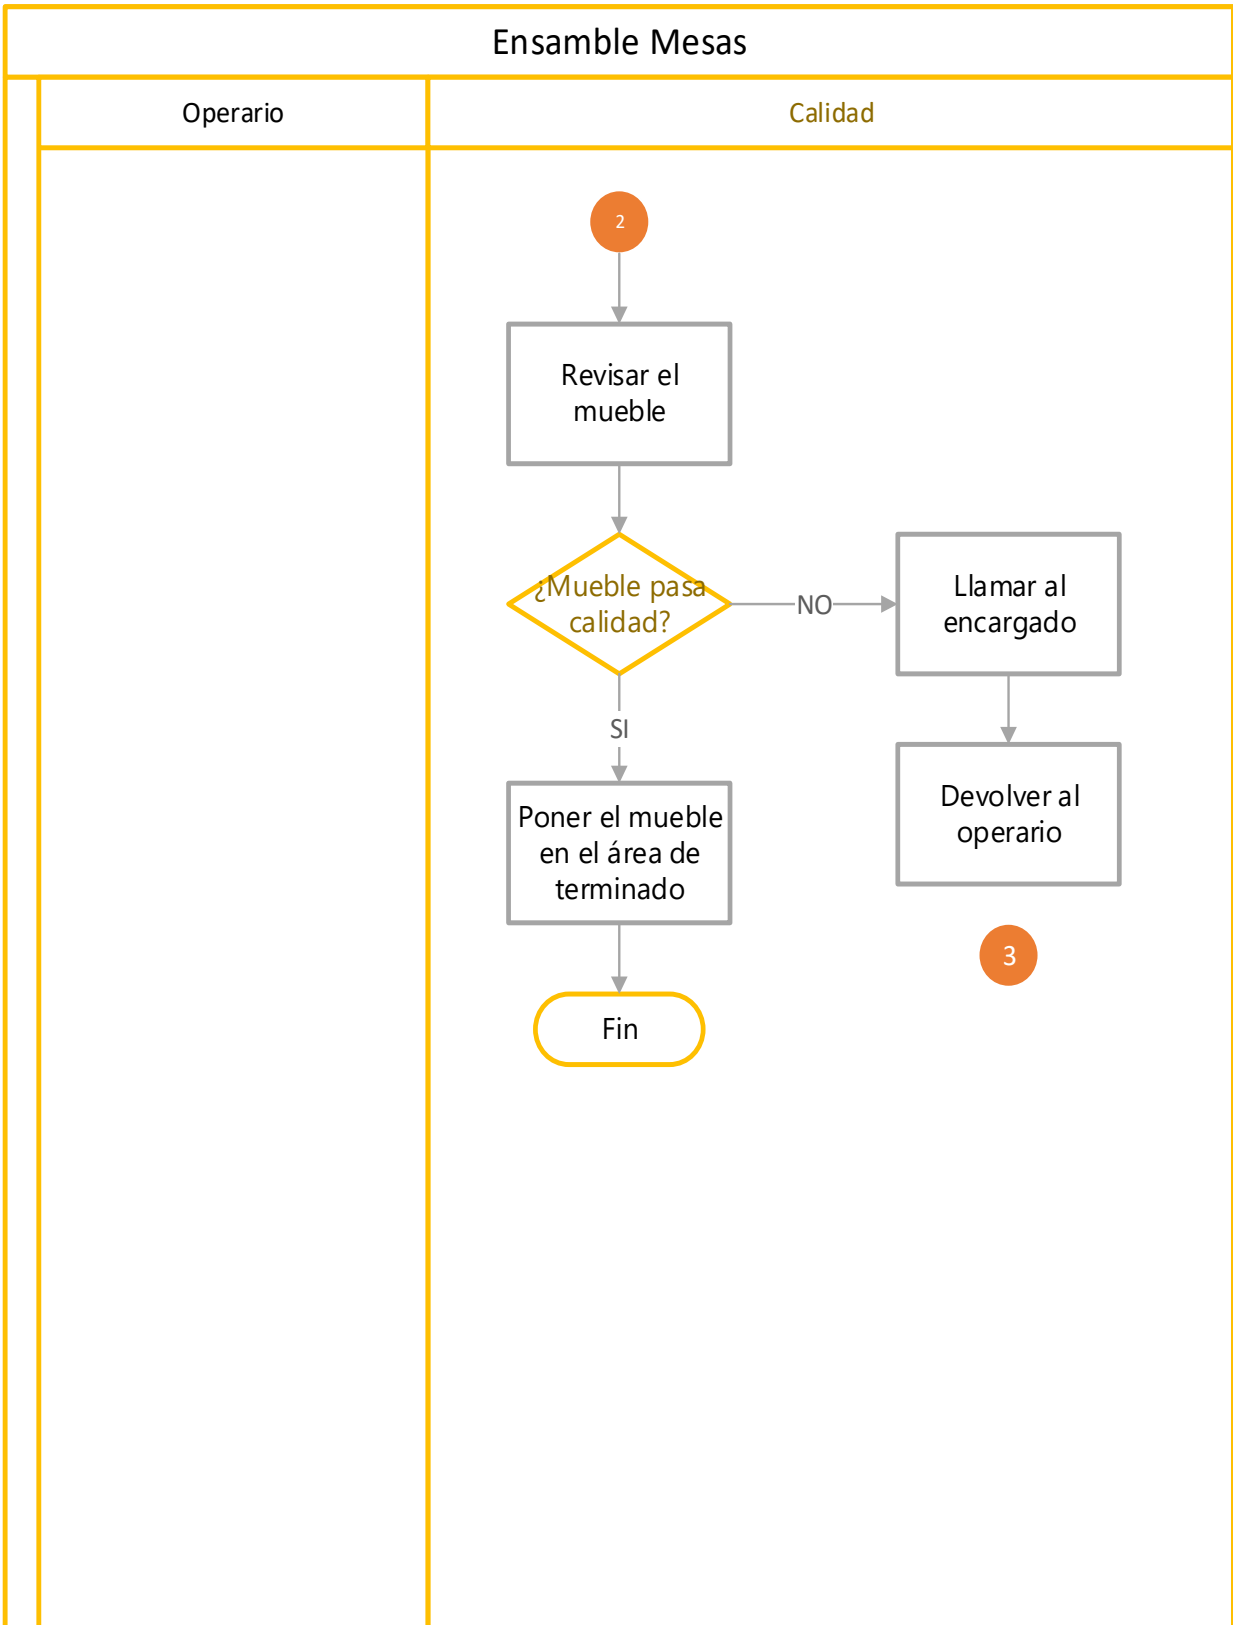 Ensamble Mesas
Operario
Calidad
2
Revisar el
mueble
¿Mueble pasa
calidad?
NO
Llamar al
encargado
SI
Devolver al
operario
Poner el mueble
en el área de
terminado
3
Fin